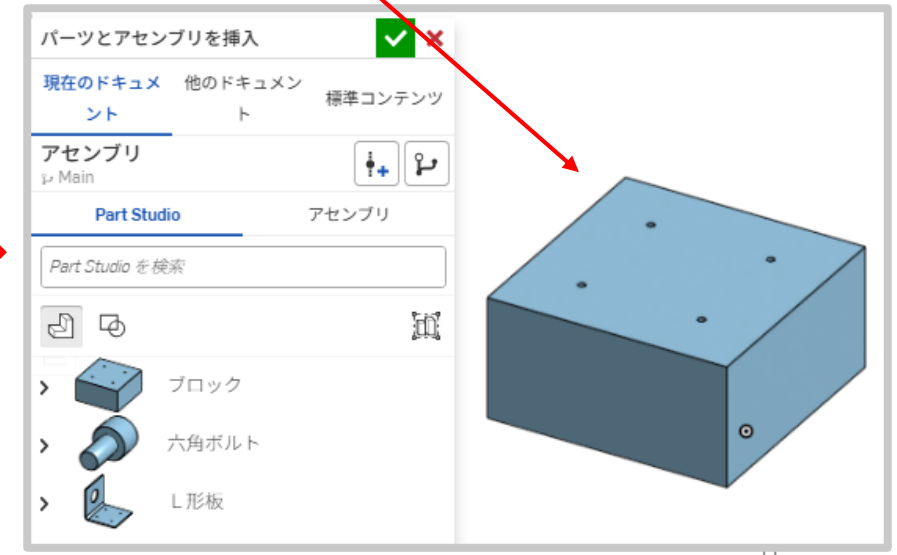 パーツとアセンブリを挿入
現在のドキュメ
ント
他のドキュメン
ト
標準コンテンツ
アセンブリ
Main
Part Studio
アセンブリ
Part Studio を検索
ブロック
六角ボルト
L形板